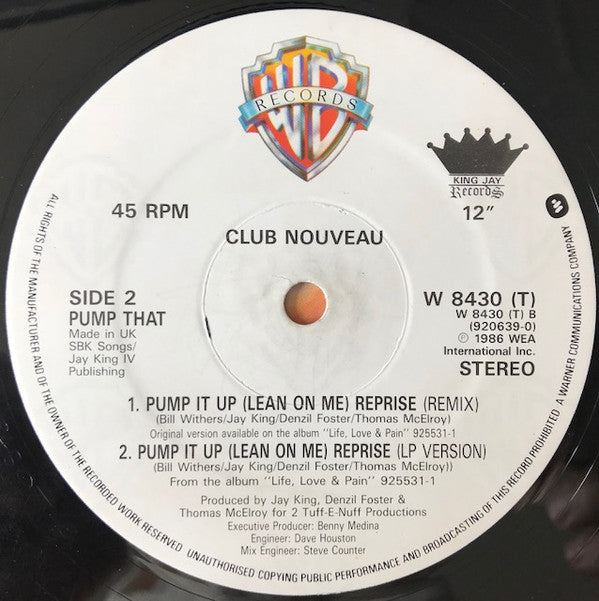 WB
RECORDS
KING JAY
Records
45 RPM
12"
CLUB NOUVEAU
SIDE 2
PUMP THAT
Made in UK
SBK Songs/
Jay King IV
Publishing
W 8430 (T)
W 8430 (T) B
(920639-0)
℗ 1986 WEA
International Inc.
STEREO
1. PUMP IT UP (LEAN ON ME) REPRISE (REMIX)
(Bill Withers/Jay King/Denzil Foster/Thomas McElroy)
Original version available on the album "Life, Love & Pain" 925531-1
2. PUMP IT UP (LEAN ON ME) REPRISE (LP VERSION)
(Bill Withers/Jay King/Denzil Foster/Thomas McElroy))
From the album "Life, Love & Pain" 925531-1
Produced by Jay King, Denzil Foster &
Thomas McElroy for 2 Tuff-E-Nuff Productions
Executive Producer: Benny Medina
Engineer: Dave Houston
Mix Engineer: Steve Counter
ALL RIGHTS OF THE MANUFACTURER AND OF THE OWNER OF THE RECORDED WORK RESERVED UNAUTHORISED COPYING PUBLIC PERFORMANCE AND BROADCASTING OF THIS RECORD PROHIBITED A WARNER COMMUNICATIONS COMPANY